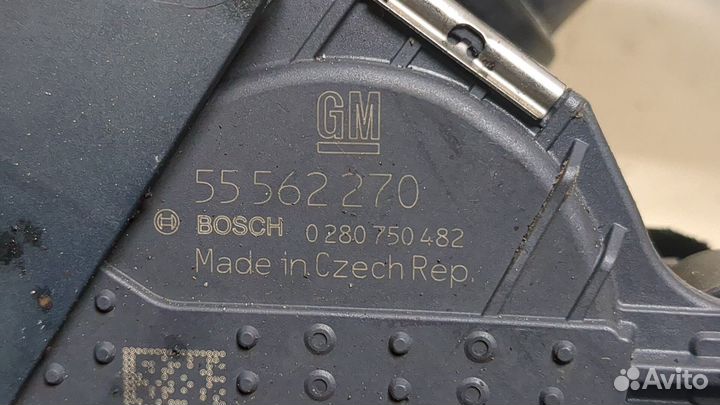 GM
55 562 270
BOSCH 0 280 750 482
Made in Czech Rep.
Avito